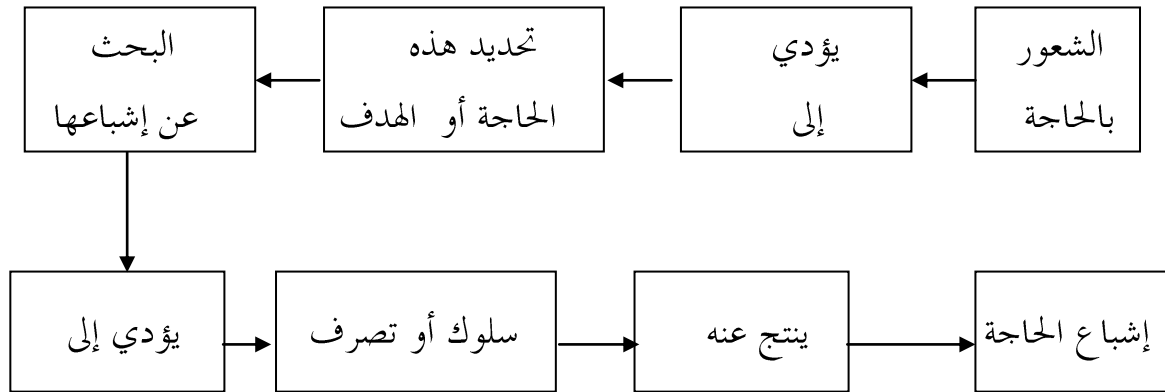 الشعور
بالحاجة
يؤدي
إلى
تحديد هذه
الحاجة أو الهدف
البحث
عن إشباعها
يؤدي إلى
سلوك أو تصرف
ينتج عنه
إشباع الحاجة